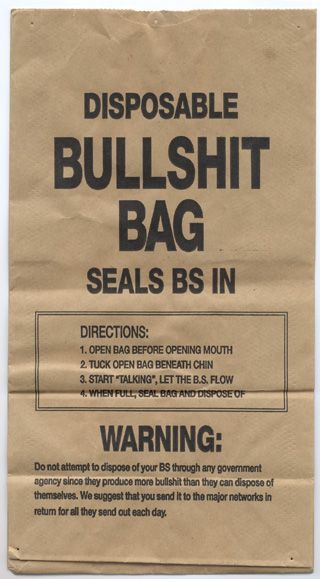 DISPOSABLE
BULLSHIT
BAG
SEALS BS IN
DIRECTIONS:
1. OPEN BAG BEFORE OPENING MOUTH
2. TUCK OPEN BAG BENEATH CHIN
3. START "TALKING", LET THE B.S. FLOW
4. WHEN FULL, SEAL BAG AND DISPOSE OF
WARNING:
Do not attempt to dispose of your BS through any government
agency since they produce more bullshit than they can dispose of
themselves. We suggest that you send it to the major networks in
return for all they send out each day.